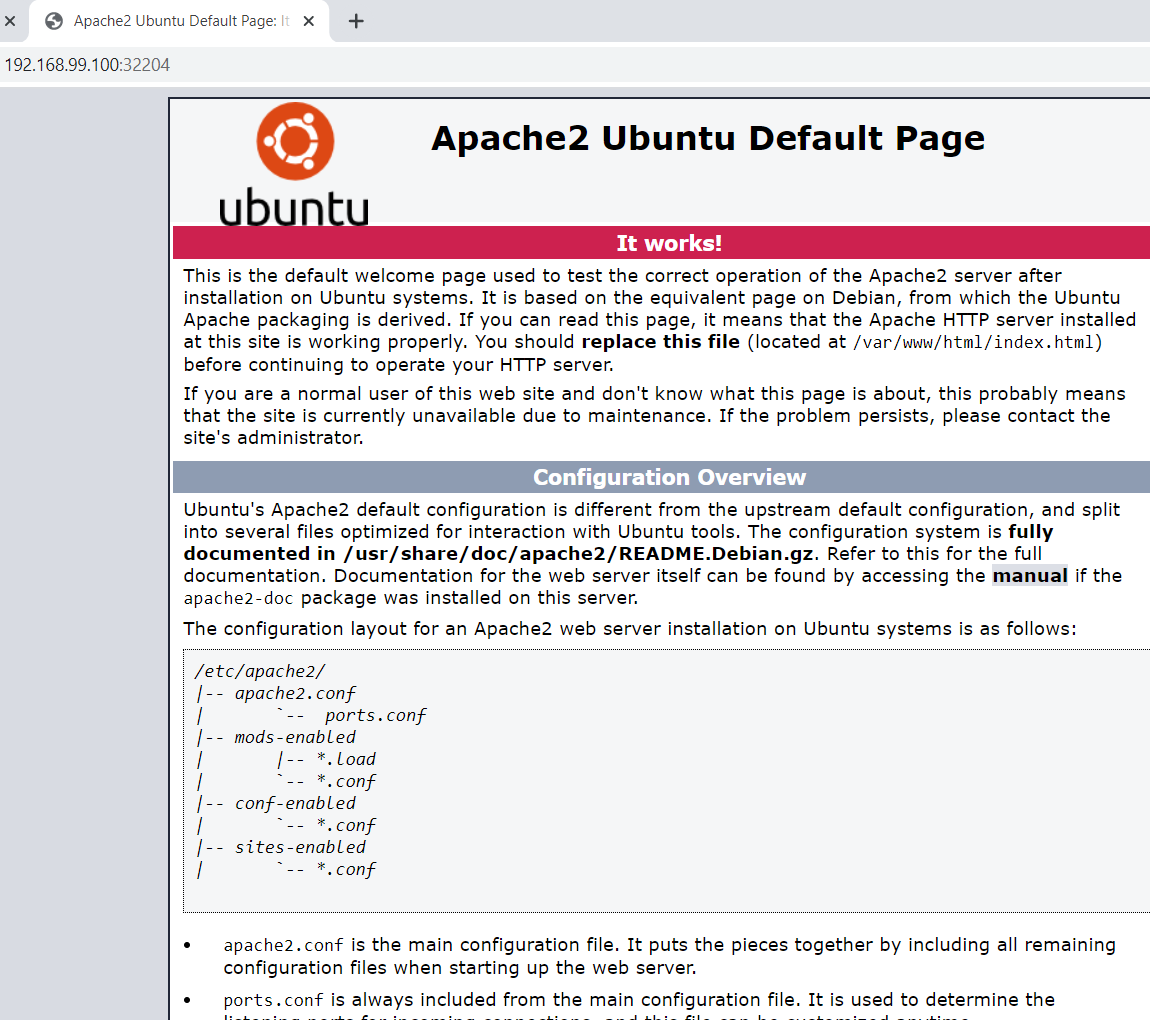 Apache2 Ubuntu Default Page: It
192.168.99.100:32204
ubuntu
Apache2 Ubuntu Default Page
It works!
This is the default welcome page used to test the correct operation of the Apache2 server after
installation on Ubuntu systems. It is based on the equivalent page on Debian, from which the Ubuntu
Apache packaging is derived. If you can read this page, it means that the Apache HTTP server installed
at this site is working properly. You should replace this file (located at /var/www/html/index.html)
before continuing to operate your HTTP server.
If you are a normal user of this web site and don't know what this page is about, this probably means
that the site is currently unavailable due to maintenance. If the problem persists, please contact the
site's administrator.
Configuration Overview
Ubuntu's Apache2 default configuration is different from the upstream default configuration, and split
into several files optimized for interaction with Ubuntu tools. The configuration system is fully
documented in /usr/share/doc/apache2/README.Debian.gz. Refer to this for the full
documentation. Documentation for the web server itself can be found by accessing the manual if the
apache2-doc package was installed on this server.
The configuration layout for an Apache2 web server installation on Ubuntu systems is as follows:
/etc/apache2/
|-- apache2.conf
|       `--  ports.conf
|-- mods-enabled
|       |-- *.load
|       `-- *.conf
|-- conf-enabled
|       `-- *.conf
|-- sites-enabled
|       `-- *.conf
• apache2.conf is the main configuration file. It puts the pieces together by including all remaining
configuration files when starting up the web server.
• ports.conf is always included from the main configuration file. It is used to determine the
listening ports for incoming connections, and this file can be customized anytime.